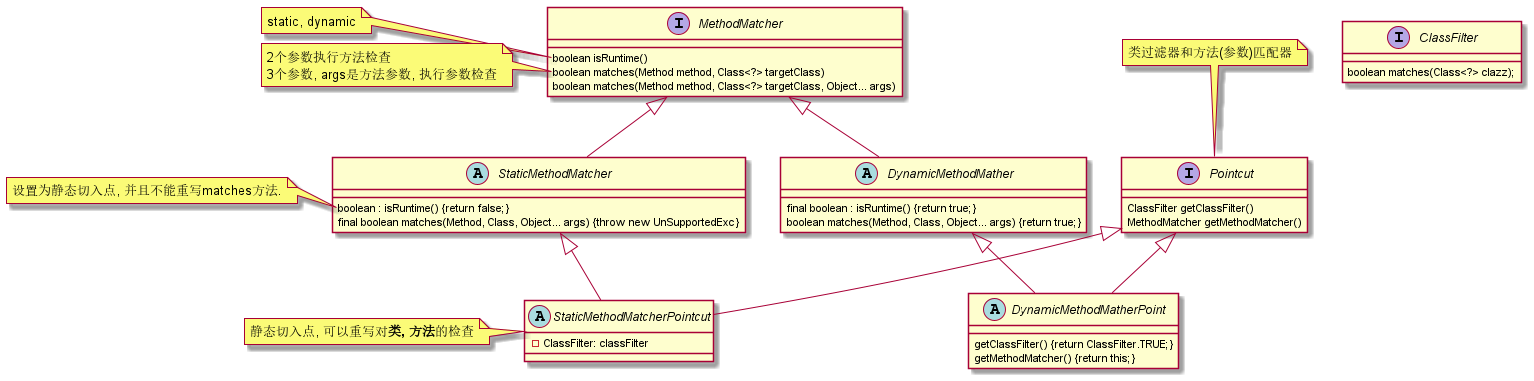 static, dynamic
I MethodMatcher
boolean isRuntime()
boolean matches(Method method, Class<?> targetClass)
boolean matches(Method method, Class<?> targetClass, Object... args)
2个参数执行方法检查
3个参数, args是方法参数, 执行参数检查
类过滤器和方法(参数)匹配器
I ClassFilter
boolean matches(Class<?> clazz);
设置为静态切入点, 并且不能重写matches方法.
A StaticMethodMatcher
boolean : isRuntime() {return false;}
final boolean matches(Method, Class, Object... args) {throw new UnSupportedExc}
A DynamicMethodMather
final boolean : isRuntime() {return true;}
boolean matches(Method, Class, Object... args) {return true;}
I Pointcut
ClassFilter getClassFilter()
MethodMatcher getMethodMatcher()
静态切入点, 可以重写对类, 方法的检查
A StaticMethodMatcherPointcut
ClassFilter: classFilter
A DynamicMethodMatherPoint
getClassFilter() {return ClassFilter.TRUE;}
getMethodMatcher() {return this;}